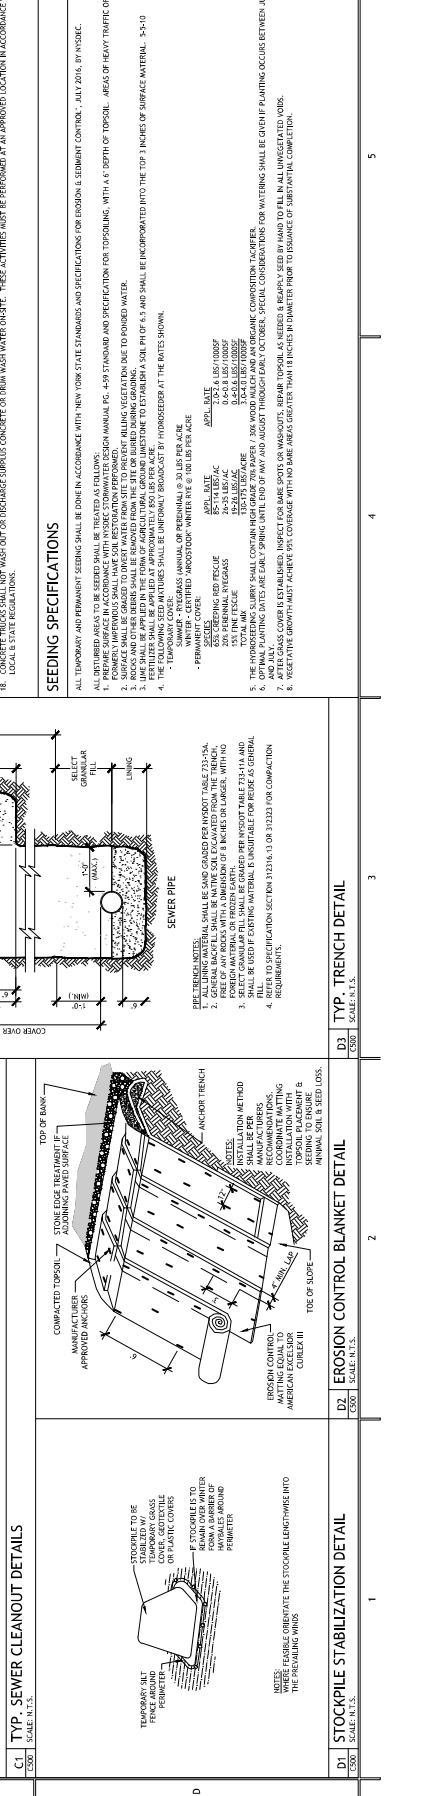 18. CONCRETE TRUCKS SHALL NOT WASH OUT OR DISCHARGE SURPLUS CONCRETE OR DRUM WASH WATER ON-SITE. THESE ACTIVITIES MUST BE PERFORMED AT AN APPROVED LOCATION IN ACCORDANCE
LOCAL & STATE REGULATIONS.
SEEDING SPECIFICATIONS
ALL TEMPORARY AND PERMANENT SEEDING SHALL BE DONE IN ACCORDANCE WITH "NEW YORK STATE STANDARDS AND SPECIFICATIONS FOR EROSION & SEDIMENT CONTROL", JULY 2016, BY NYSDEC.
ALL DISTURBED AREAS TO BE SEEDED SHALL BE TREATED AS FOLLOWS:
1. PREPARE SURFACE IN ACCORDANCE WITH NYSDEC STORMWATER DESIGN MANUAL PG. 4-59 STANDARD AND SPECIFICATION FOR TOPSOILING, WITH A 6" DEPTH OF TOPSOIL. AREAS OF HEAVY TRAFFIC OR
FORMERLY IMPERVIOUS SHALL HAVE SOIL RESTORATION PERFORMED.
2. SURFACE SHALL BE GRADED TO DIVERT WATER FROM SITE TO PREVENT KILLING VEGETATION DUE TO PONDED WATER.
3. ROCKS AND OTHER DEBRIS SHALL BE REMOVED FROM THE SITE OR BURIED DURING GRADING.
3. LIME SHALL BE APPLIED IN THE FORM OF AGRICULTURAL GROUND LIMESTONE TO ESTABLISH A SOIL PH OF 6.5 AND SHALL BE INCORPORATED INTO THE TOP 3 INCHES OF SURFACE MATERIAL. 5-5-10
FERTILIZER SHALL BE APPLIED AT APPROXIMATELY 850 LBS PER ACRE.
4. THE FOLLOWING SEED MIXTURES SHALL BE UNIFORMLY BROADCAST BY HYDROSEEDER AT THE RATES SHOWN.
- TEMPORARY COVER:
SUMMER - RYEGRASS (ANNUAL OR PERENNIAL) @ 30 LBS PER ACRE
WINTER - CERTIFIED "AROOSTOOK" WINTER RYE @ 100 LBS PER ACRE
- PERMANENT COVER:
SPECIES APPL. RATE APPL. RATE
65% CREEPING RED FESCUE 85-114 LBS/AC 2.0-2.6 LBS/1000SF
20% PERENNIAL RYEGRASS 26-35 LBS/AC 0.6-0.8 LBS/1000SF
15% FINE FESCUE 19-26 LBS/AC 0.4-0.6 LBS/1000SF
TOTAL MIX 130-175 LBS/ACRE 3.0-4.0 LBS/1000SF
5. THE HYDROSEEDING SLURRY SHALL CONTAIN HIGH GRADE 70% PAPER / 30% WOOD MULCH AND AN ORGANIC COMPOSITION TACKIFIER.
6. OPTIMAL PLANTING DATES ARE EARLY SPRING UNTIL END OF MAY AND AUGUST THROUGH EARLY OCTOBER, SPECIAL CONSIDERATIONS FOR WATERING SHALL BE GIVEN IF PLANTING OCCURS BETWEEN
AND JULY.
7. AFTER GRASS COVER IS ESTABLISHED, INSPECT FOR BARE SPOTS OR WASHOUTS, REPAIR TOPSOIL AS NEEDED & REAPPLY SEED BY HAND TO FILL IN ALL UNVEGETATED VOIDS.
8. VEGETATIVE GROWTH MUST ACHIEVE 95% COVERAGE WITH NO BARE AREAS GREATER THAN 18 INCHES IN DIAMETER PRIOR TO ISSUANCE OF SUBSTANTIAL COMPLETION.
COVER OVER
6"
1'-0"
(MIN.)
6"
1'-0"
(MAX.)
SELECT
GRANULAR
FILL
LINING
SEWER PIPE
PIPE TRENCH NOTES:
1. ALL LINING MATERIAL SHALL BE SAND GRADED PER NYSDOT TABLE 733-15A.
2. GENERAL BACKFILL SHALL BE NATIVE SOIL EXCAVATED FROM THE TRENCH,
FREE OF ANY ROCKS WITH A DIMENSION OF 8 INCHES OR LARGER, WITH NO
FOREIGN MATERIAL OR FROZEN EARTH.
3. SELECT GRANULAR FILL SHALL BE GRADED PER NYSDOT TABLE 733-11A AND
SHALL BE USED IF EXISTING MATERIAL IS UNSUITABLE FOR REUSE AS GENERAL
FILL.
4. REFER TO SPECIFICATION SECTION 312316.13 OR 312323 FOR COMPACTION
REQUIREMENTS.
D3 TYP. TRENCH DETAIL
C500 SCALE: N.T.S.
TOP OF BANK
STONE EDGE TREATMENT IF
ADJOINING PAVED SURFACE
COMPACTED TOPSOIL
MANUFACTURER
APPROVED ANCHORS
ANCHOR TRENCH
6'
12"
3'
4" MIN. LAP
TOE OF SLOPE
EROSION CONTROL
MATTING EQUAL TO
AMERICAN EXCELSIOR
CURLEX III
NOTES:
INSTALLATION METHOD
SHALL BE PER
MANUFACTURERS
RECOMMENDATIONS.
COORDINATE MATTING
INSTALLATION WITH
TOPSOIL PLACEMENT &
SEEDING TO ENSURE
MINIMAL SOIL & SEED LOSS.
D2 EROSION CONTROL BLANKET DETAIL
C500 SCALE: N.T.S.
C1 TYP. SEWER CLEANOUT DETAILS
C500 SCALE: N.T.S.
STOCKPILE TO BE
STABILZED W/
TEMPORARY GRASS
COVER, GEOTEXTILE
OR PLASTIC COVERS
IF STOCKPILE IS TO
REMAIN OVER WINTER
FORM A BARRIER OF
HAYBALES AROUND
PERIMETER
TEMPORARY SILT
FENCE AROUND
PERIMETER
NOTES:
WHERE FEASIBLE ORIENTATE THE STOCKPILE LENGTHWISE INTO
THE PREVAILING WINDS
D1 STOCKPILE STABILIZATION DETAIL
C500 SCALE: N.T.S.
D
1
2
3
4
5